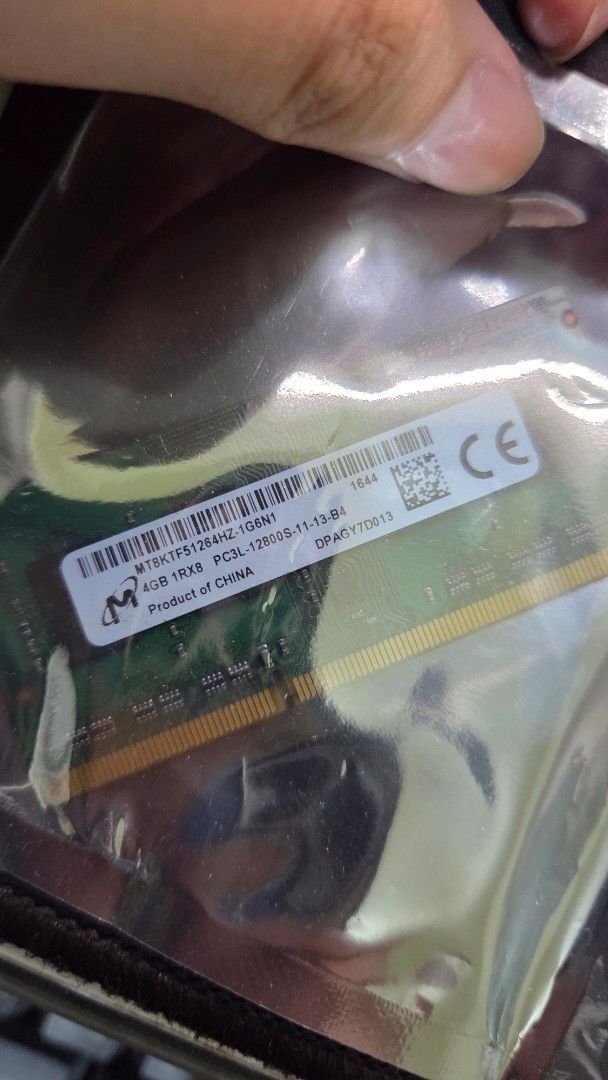 MT8KTF51264HZ-1G6N1
1644
4GB 1RX8 PC3L-12800S-11-13-B4
Product of CHINA
DPAGY7D013
CE